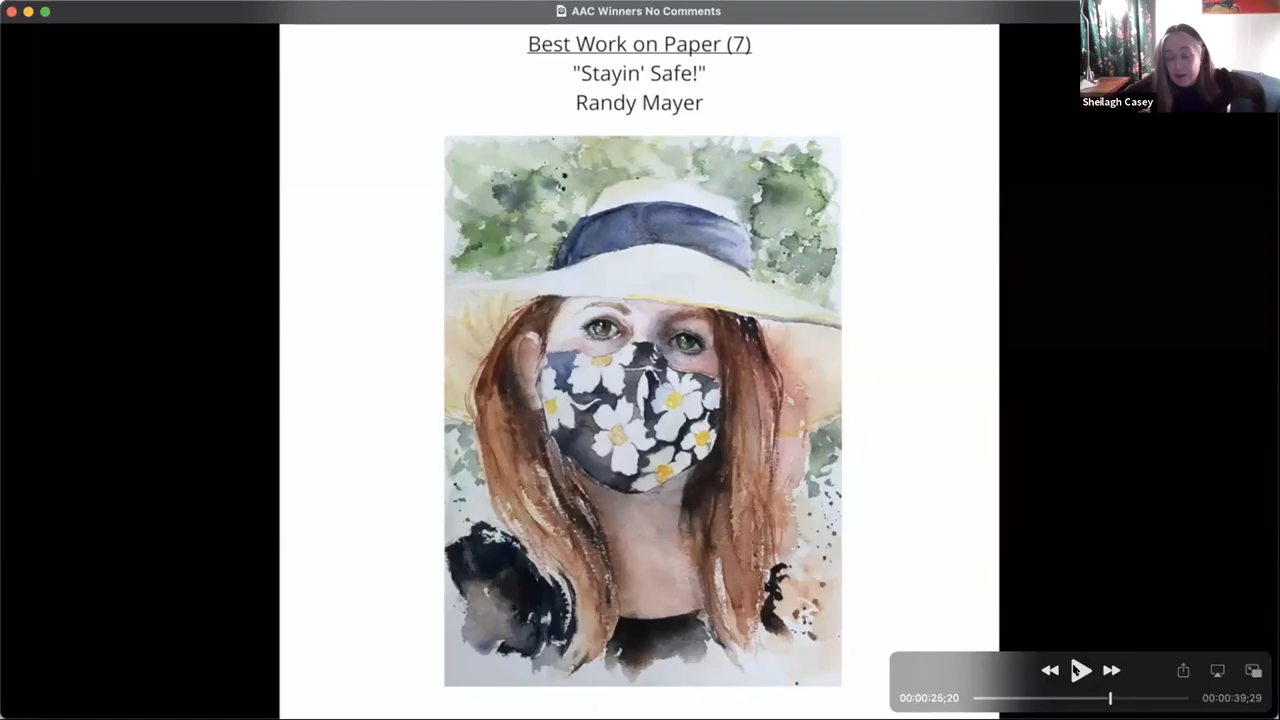 AAC Winners No Comments
Best Work on Paper (7)
"Stayin' Safe!"
Randy Mayer
Sheilagh Casey
00:00:25;20
00:00:39;29